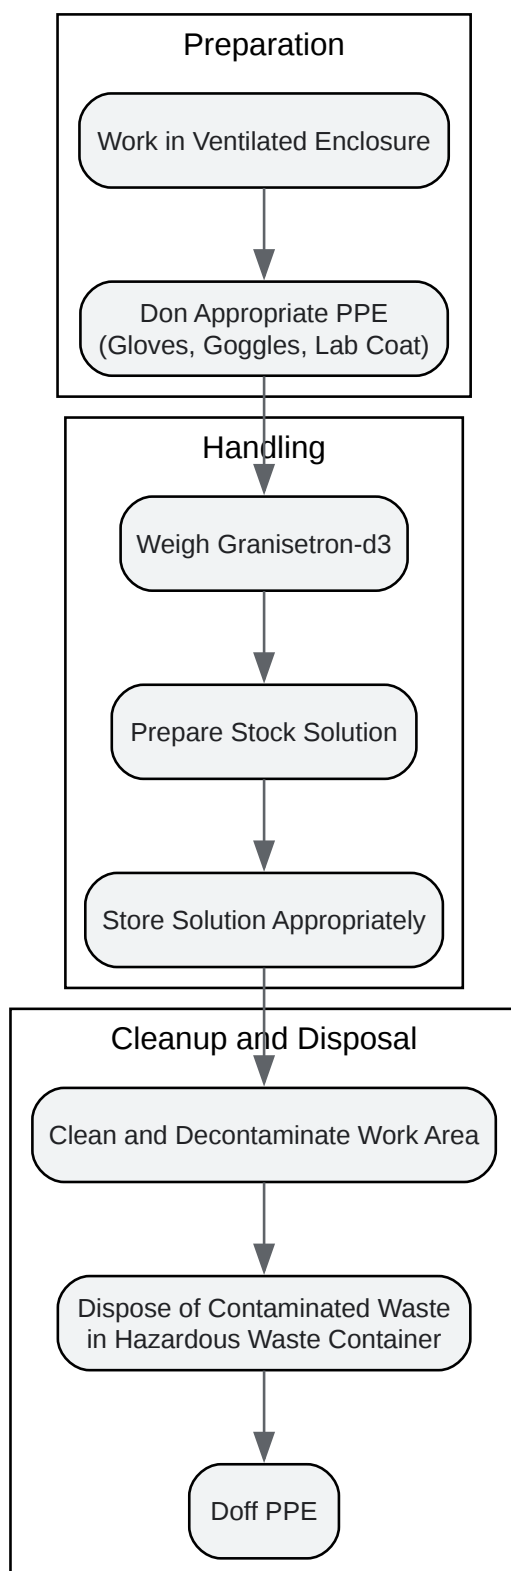 Preparation
Work in Ventilated Enclosure
Don Appropriate PPE
(Gloves, Goggles, Lab Coat)
Handling
Weigh Granisetron-d3
Prepare Stock Solution
Store Solution Appropriately
Cleanup and Disposal
Clean and Decontaminate Work Area
Dispose of Contaminated Waste
in Hazardous Waste Container
Doff PPE